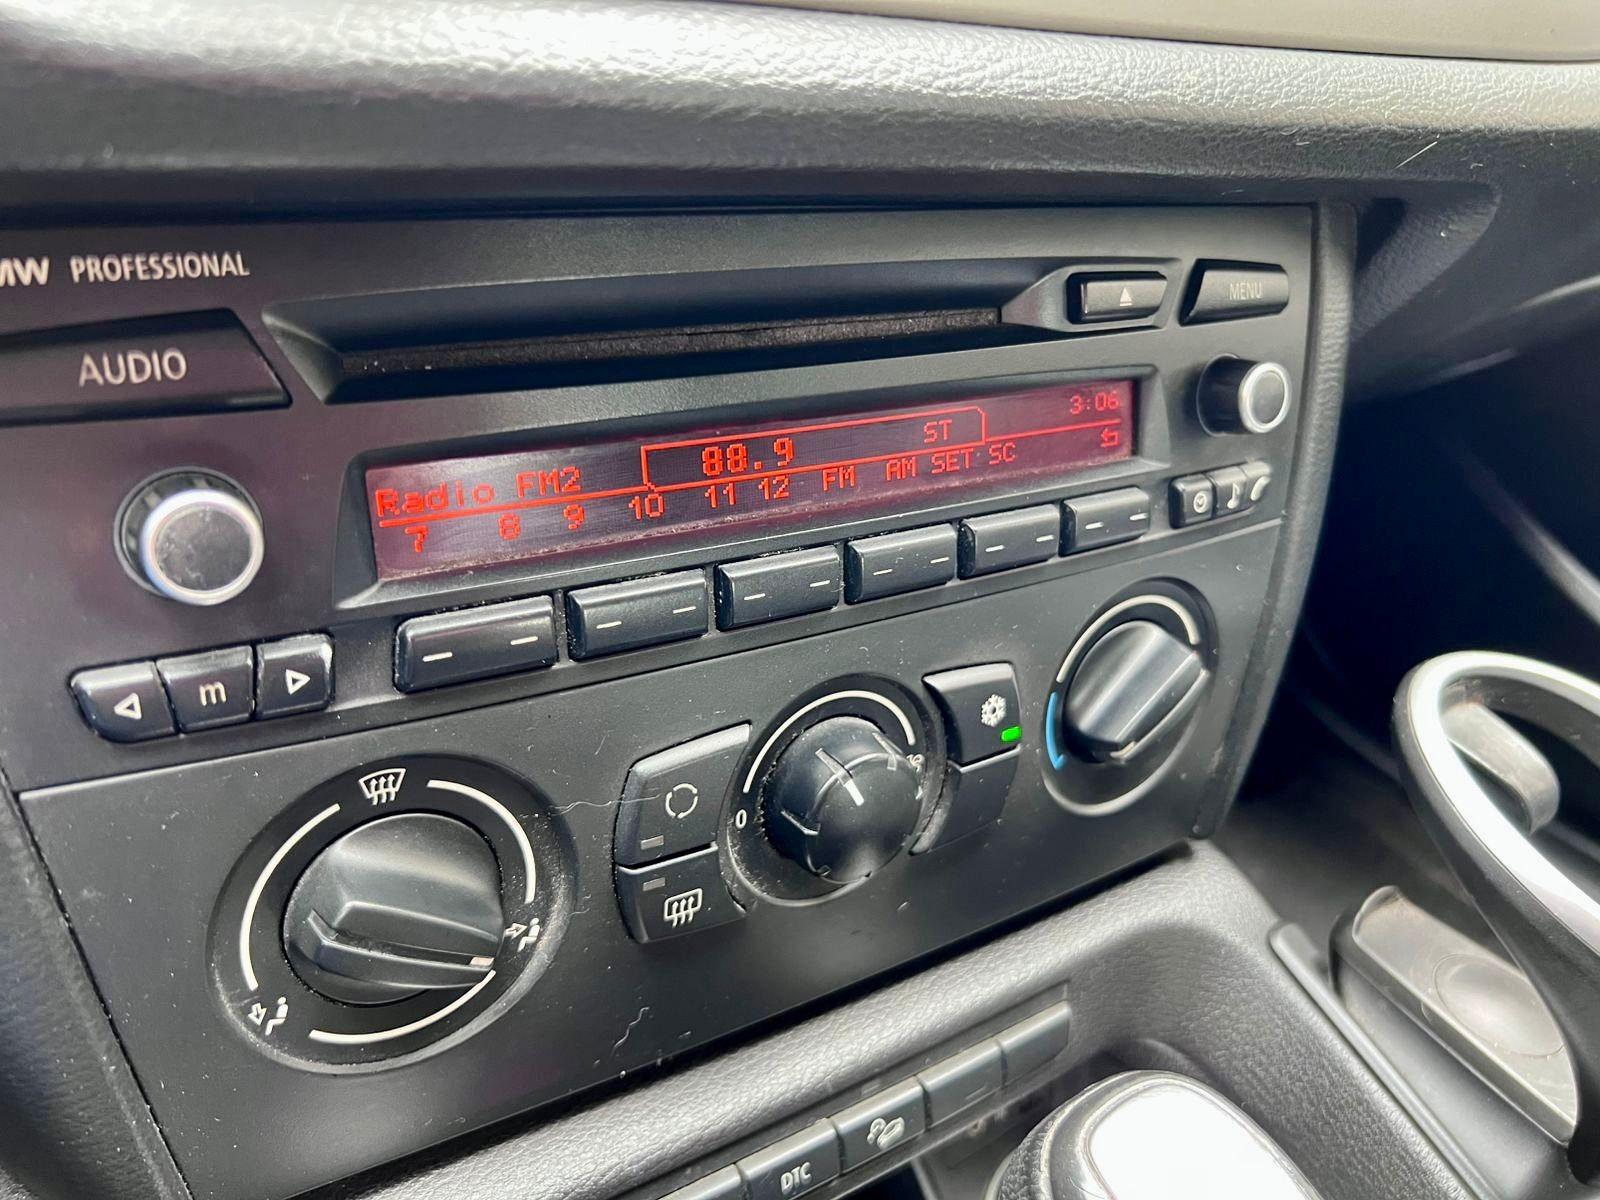 MW PROFESSIONAL
MENU
AUDIO
3:06
88.9 ST
Radio FM2
7 8 9 10 11 12 FM AM SET SC
m
0
DTC